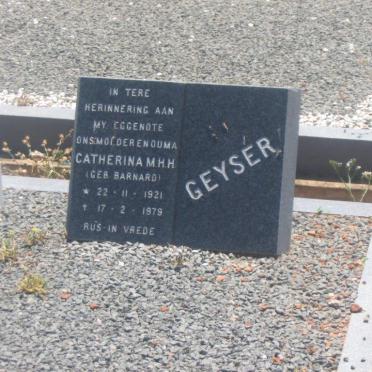 IN TERE
HERINNERING AAN
MY EGGENOTE
ONS MOEDER EN OUMA
CATHERINA M.H.H.
(GEB BARNARD)
* 22 - 11 - 1921
† 17 - 2 - 1979
RUS IN VREDE
GEYSER